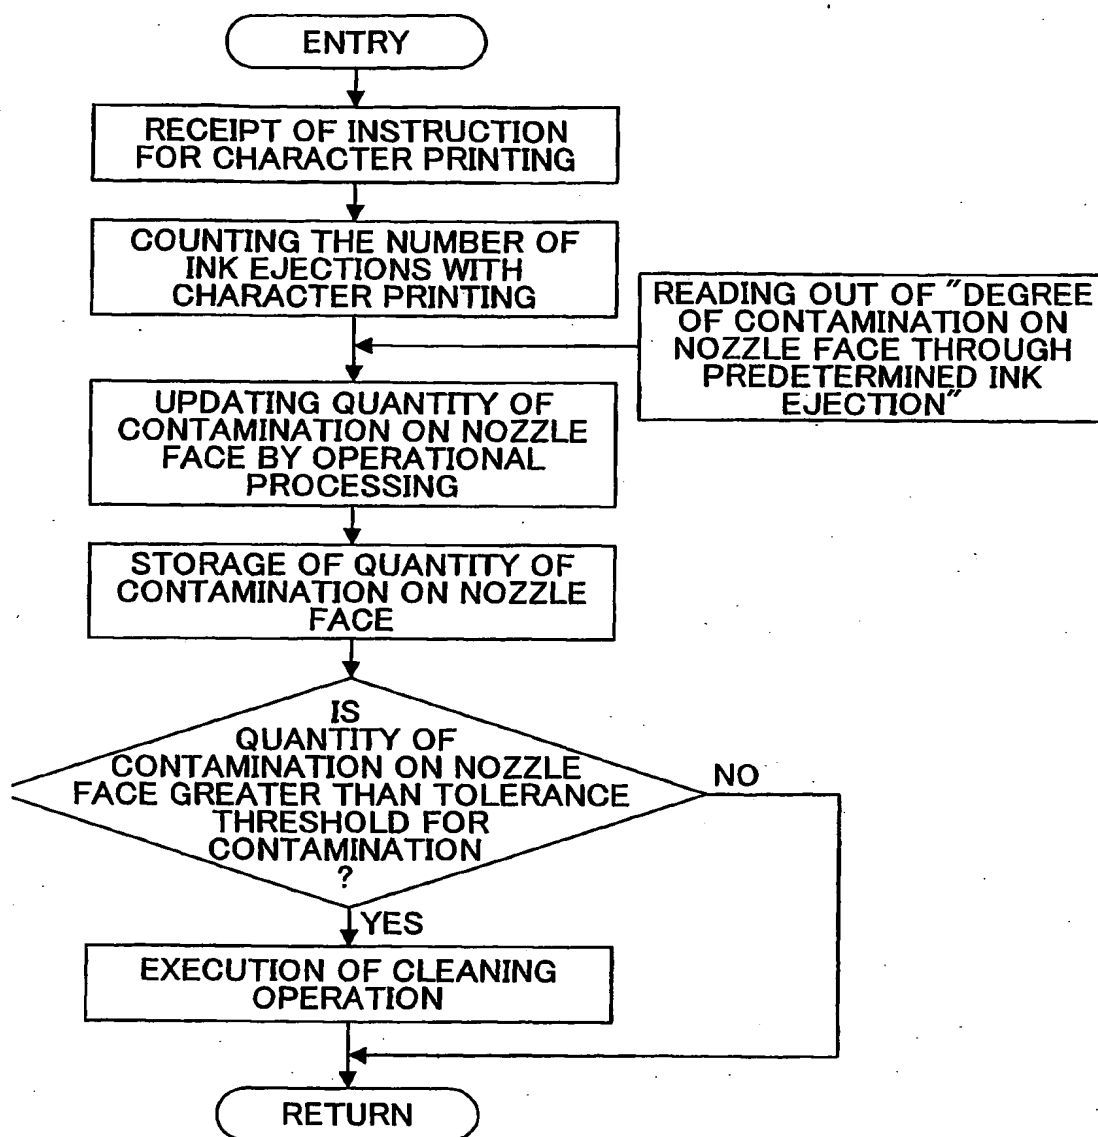 ENTRY
RECEIPT OF INSTRUCTION
FOR CHARACTER PRINTING
COUNTING THE NUMBER OF
INK EJECTIONS WITH
CHARACTER PRINTING
READING OUT OF "DEGREE
OF CONTAMINATION ON
NOZZLE FACE THROUGH
PREDETERMINED INK
EJECTION"
UPDATING QUANTITY OF
CONTAMINATION ON NOZZLE
FACE BY OPERATIONAL
PROCESSING
STORAGE OF QUANTITY OF
CONTAMINATION ON NOZZLE
FACE
IS
QUANTITY OF
CONTAMINATION ON NOZZLE
FACE GREATER THAN TOLERANCE
THRESHOLD FOR
CONTAMINATION
?
NO
YES
EXECUTION OF CLEANING
OPERATION
RETURN